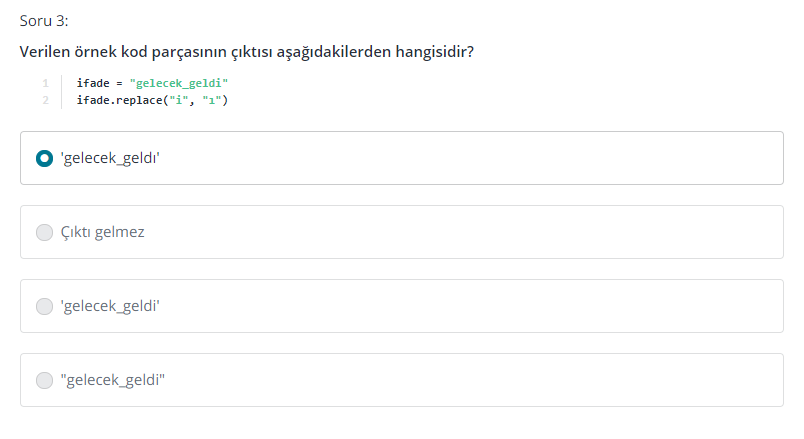 Soru 3:
Verilen örnek kod parçasının çıktısı aşağıdakilerden hangisidir?
1 ifade = "gelecek_geldi"
2 ifade.replace("i", "ı")
'gelecek_geldı'
Çıktı gelmez
'gelecek_geldi'
"gelecek_geldi"